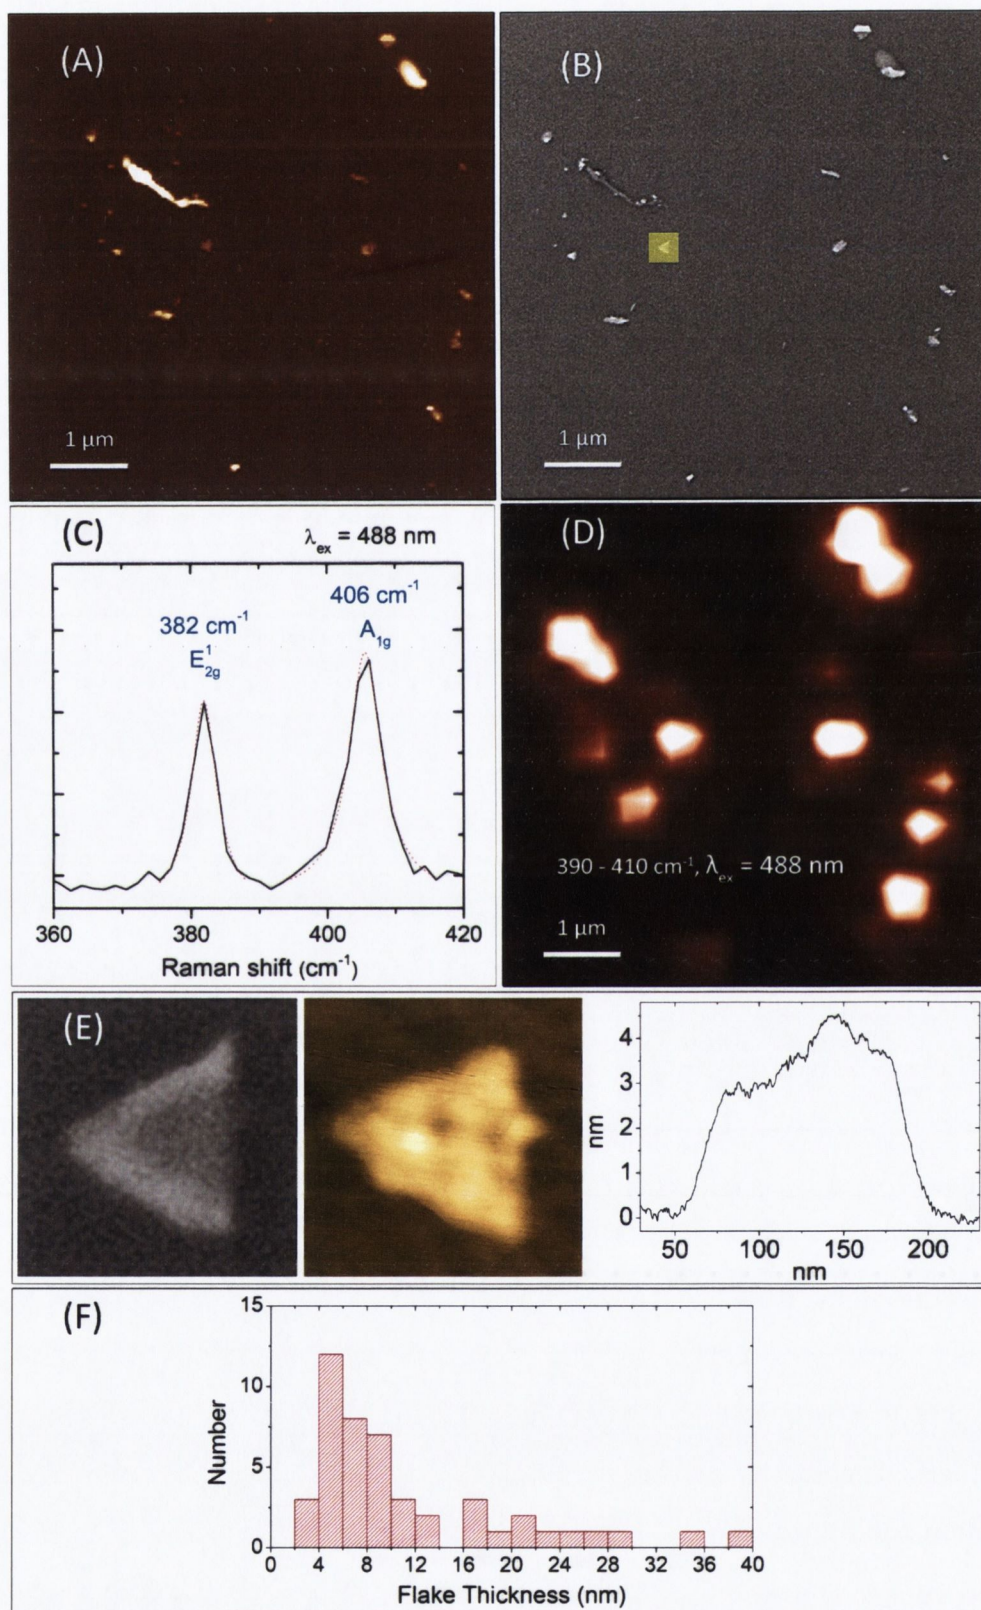 (A)
1 μm
(B)
1 μm
(C)
λex = 488 nm
382 cm-1
E12g
406 cm-1
A1g
360
380
400
420
Raman shift (cm-1)
(D)
390 - 410 cm-1, λex = 488 nm
1 μm
(E)
4
3
2
1
0
nm
50
100
150
200
nm
(F)
15
10
5
0
Number
0
4
8
12
16
20
24
28
32
36
40
Flake Thickness (nm)